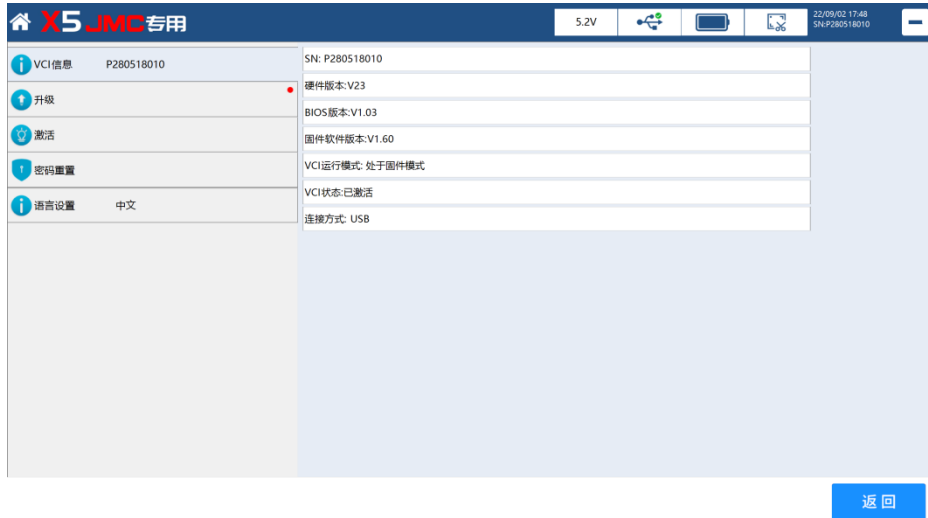 X5 JMC专用
5.2V
22/09/02 17:48
SN:P280518010
VCI信息 P280518010
升级
激活
密码重置
语言设置 中文
SN: P280518010
硬件版本:V23
BIOS版本:V1.03
固件软件版本:V1.60
VCI运行模式: 处于固件模式
VCI状态:已激活
连接方式: USB
返回